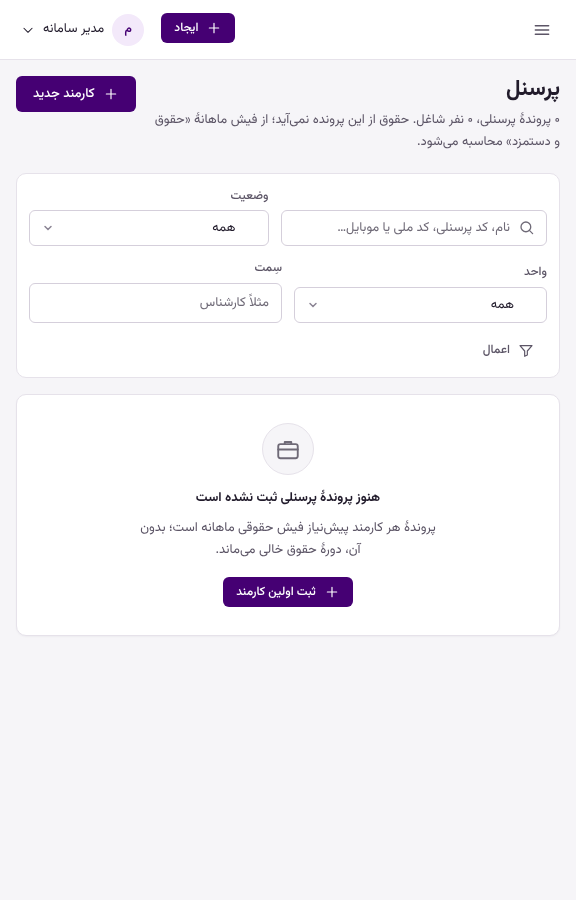 ایجاد
م
مدیر سامانه
پرسنل
۰ پروندهٔ پرسنلی، ۰ نفر شاغل. حقوق از این پرونده نمی‌آید؛ از فیش ماهانهٔ «حقوق
و دستمزد» محاسبه می‌شود.
کارمند جدید
وضعیت
نام، کد پرسنلی، کد ملی یا موبایل…
همه
واحد
سِمت
همه
مثلاً کارشناس
اعمال
هنوز پروندهٔ پرسنلی ثبت نشده است
پروندهٔ هر کارمند پیش‌نیاز فیش حقوقی ماهانه است؛ بدون
آن، دورهٔ حقوق خالی می‌ماند.
ثبت اولین کارمند